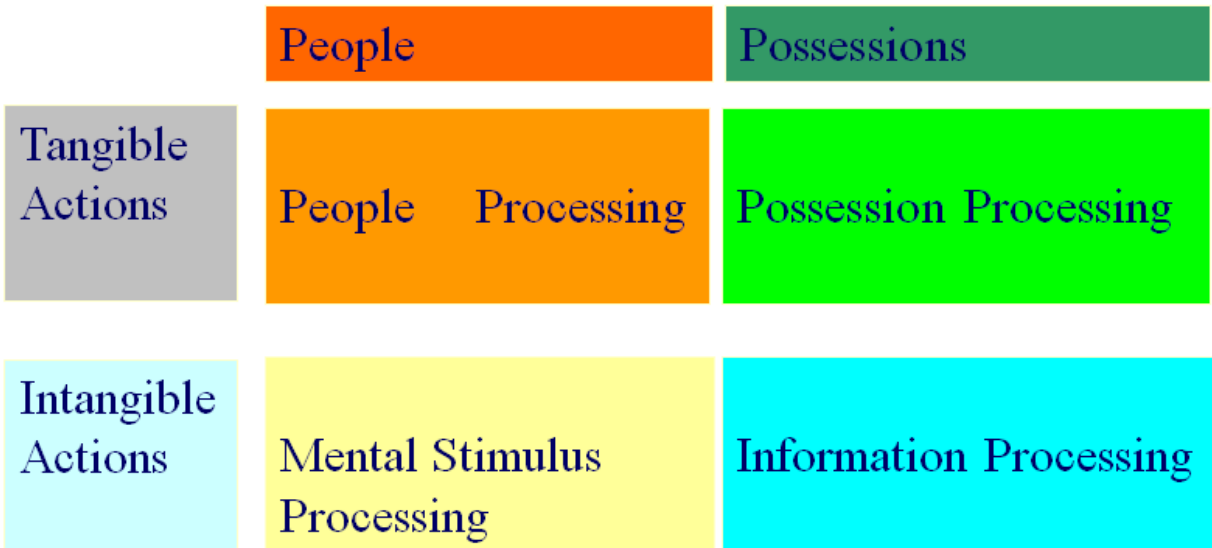 People
Possessions
Tangible
Actions
People Processing
Possession Processing
Intangible
Actions
Mental Stimulus
Processing
Information Processing